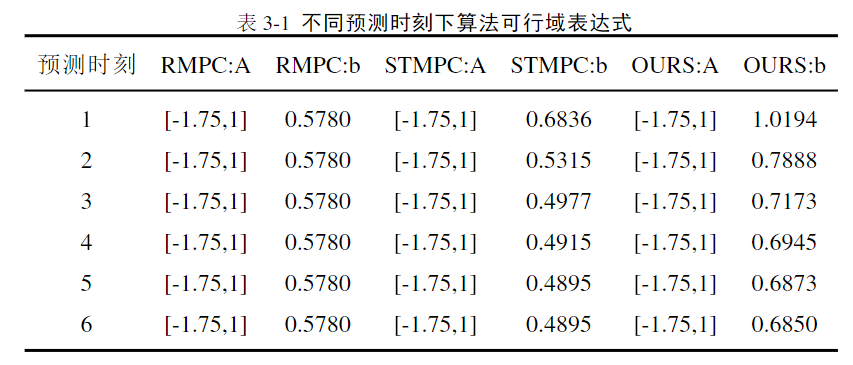 表 3-1 不同预测时刻下算法可行域表达式
预测时刻 RMPC:A RMPC:b STMPC:A STMPC:b OURS:A OURS:b
1 [-1.75,1] 0.5780 [-1.75,1] 0.6836 [-1.75,1] 1.0194
2 [-1.75,1] 0.5780 [-1.75,1] 0.5315 [-1.75,1] 0.7888
3 [-1.75,1] 0.5780 [-1.75,1] 0.4977 [-1.75,1] 0.7173
4 [-1.75,1] 0.5780 [-1.75,1] 0.4915 [-1.75,1] 0.6945
5 [-1.75,1] 0.5780 [-1.75,1] 0.4895 [-1.75,1] 0.6873
6 [-1.75,1] 0.5780 [-1.75,1] 0.4895 [-1.75,1] 0.6850